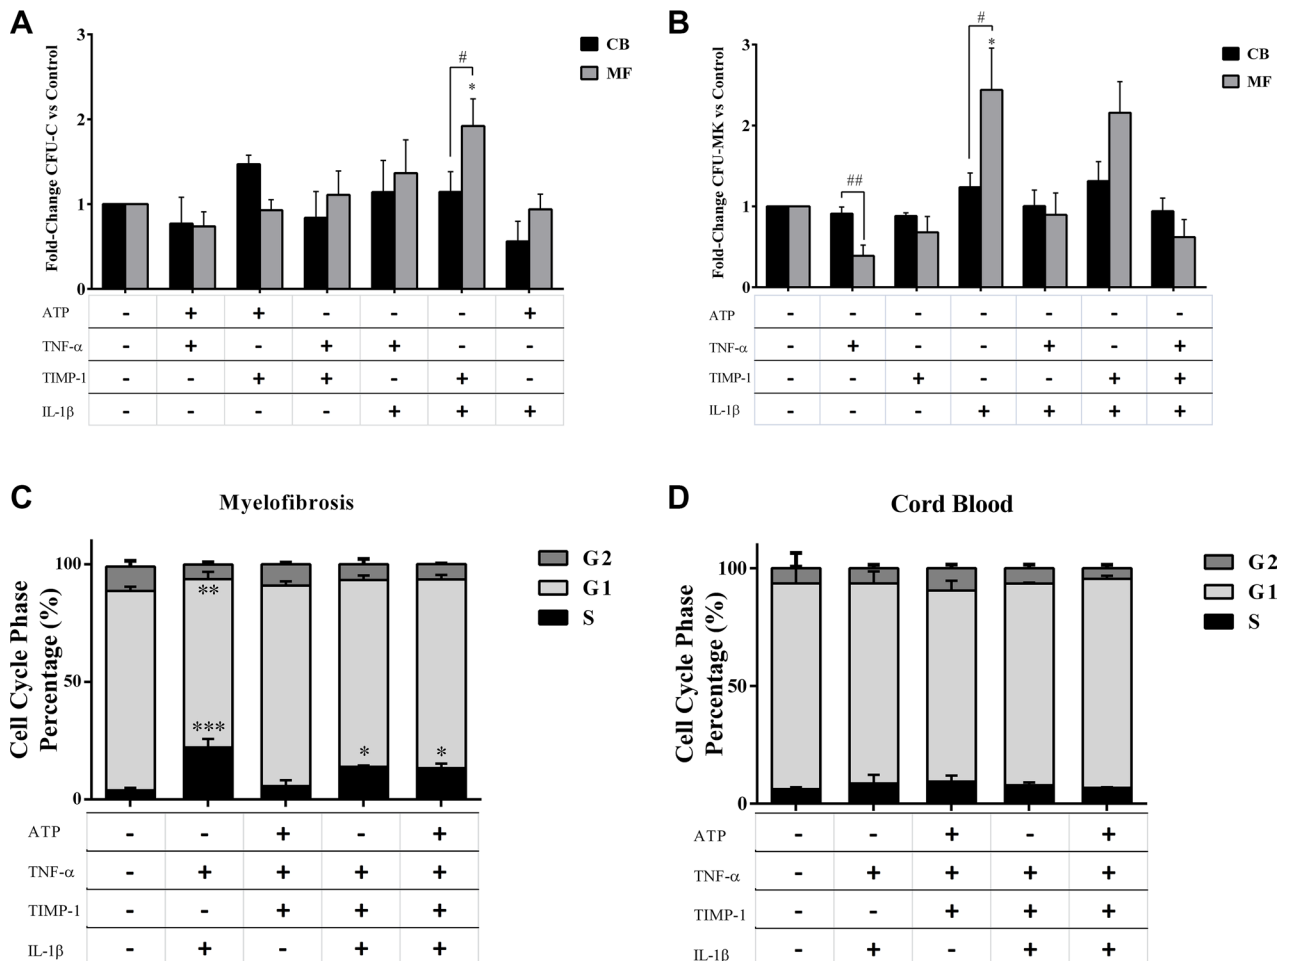 A
Fold-Change CFU-C vs Control
3
2
1
0
#
*
CB
MF
ATP - + + - - - +
TNF-α - + - + + - -
TIMP-1 - - + + - + -
IL-1β - - - - + + +
B
Fold-Change CFU-MK vs Control
3
2
1
0
##
#
*
CB
MF
ATP - - - - - - -
TNF-α - + - - + - +
TIMP-1 - - + - - + +
IL-1β - - - + + + +
C
Myelofibrosis
Cell Cycle Phase
Percentage (%)
100
50
0
**
***
*
*
G2
G1
S
ATP - - + - +
TNF-α - + + + +
TIMP-1 - - + + +
IL-1β - + - + +
D
Cord Blood
Cell Cycle Phase
Percentage (%)
100
50
0
G2
G1
S
ATP - - + - +
TNF-α - + + + +
TIMP-1 - - + + +
IL-1β - + - + +